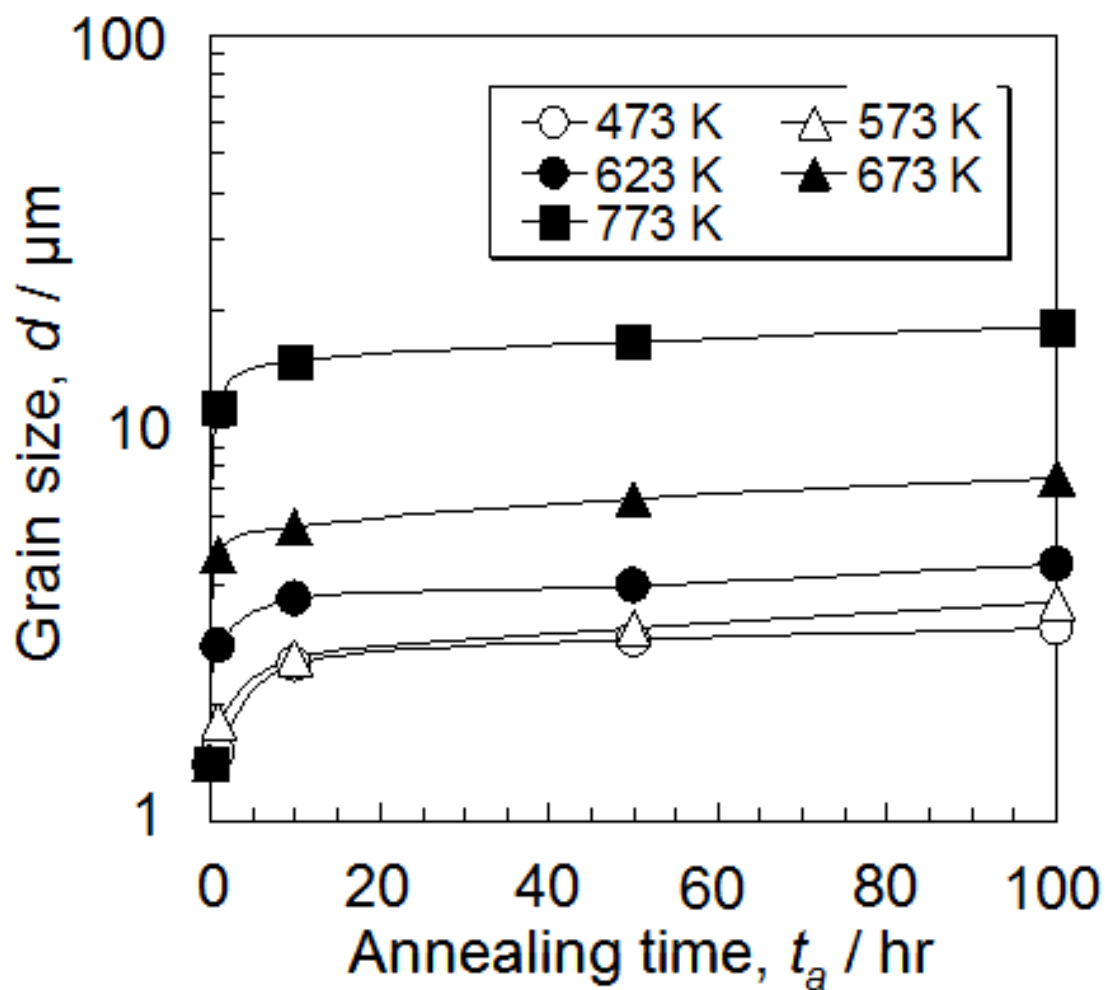 100
473 K 573 K
623 K 673 K
773 K
10
1
Grain size, d / µm
0 20 40 60 80 100
Annealing time, ta / hr